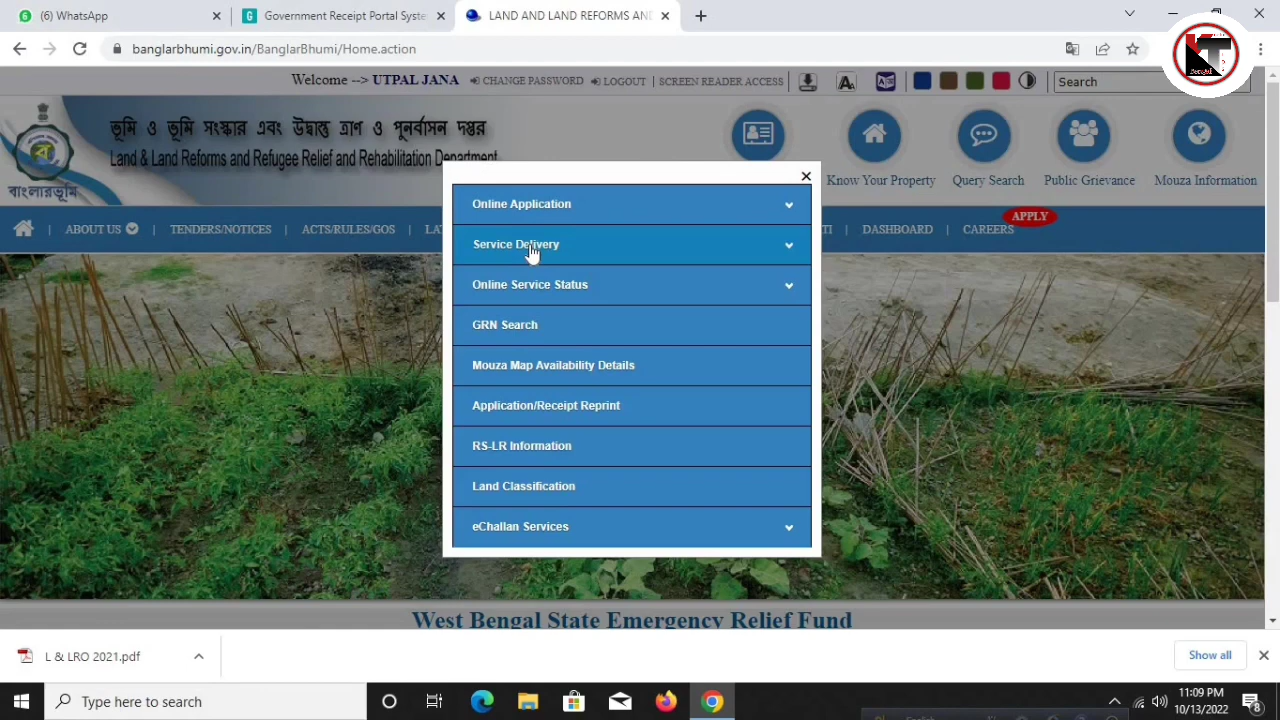 (6) WhatsApp
Government Receipt Portal Syste
LAND AND LAND REFORMS AND
banglarbhumi.gov.in/BanglarBhumi/Home.action
KT
Bengal
Welcome --> UTPAL JANA CHANGE PASSWORD LOGOUT | SCREEN READER ACCESS
Search
ভূমি ও ভূমি সংস্কার এবং উদ্বাস্তু ত্রাণ ও পূনর্বাসন দপ্তর
Land & Land Reforms and Refugee Relief and Rehabilitation Department
বাংলারভূমি
Know Your Property
Query Search
Public Grievance
Mouza Information
APPLY
ABOUT US | TENDERS/NOTICES | ACTS/RULES/GOS | DASHBOARD | CAREERS
Online Application
Service Delivery
Online Service Status
GRN Search
Mouza Map Availability Details
Application/Receipt Reprint
RS-LR Information
Land Classification
eChallan Services
West Bengal State Emergency Relief Fund
L & LRO 2021.pdf
Show all
Type here to search
11:09 PM
10/13/2022
8